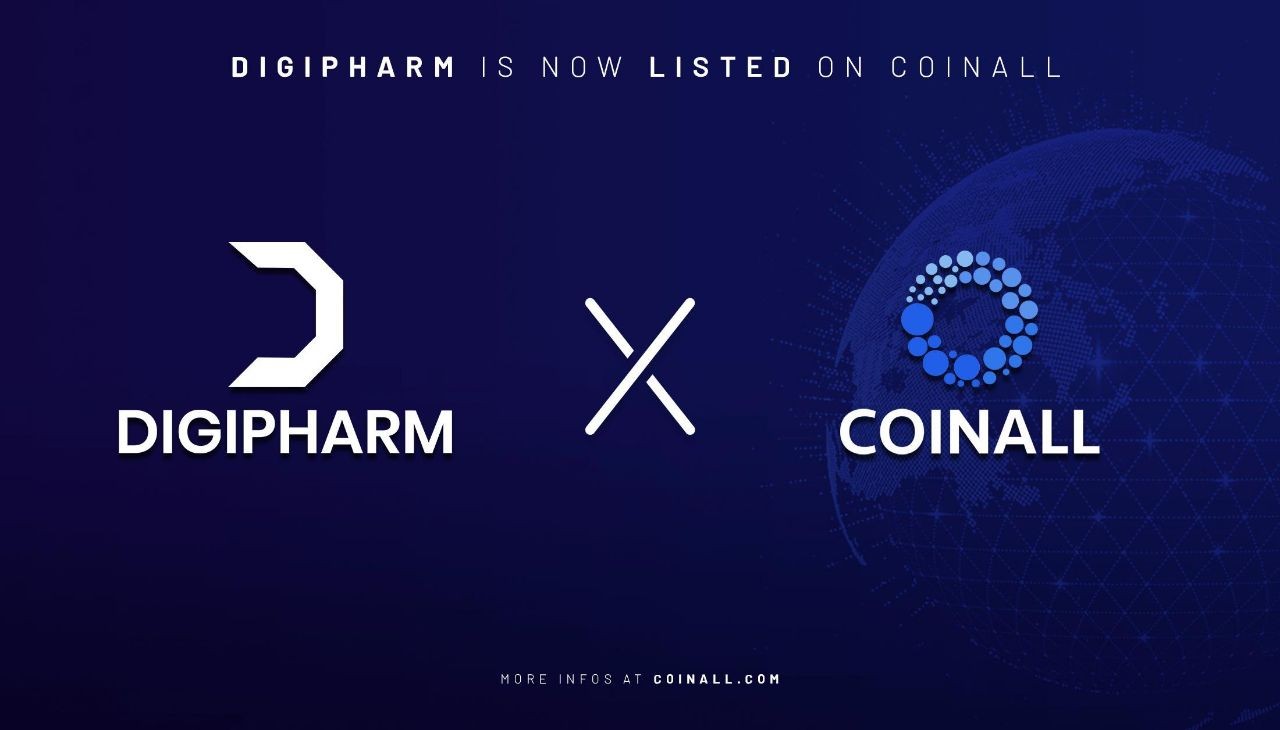 DIGIPHARM IS NOW LISTED ON COINALL
DIGIPHARM
COINALL
MORE INFOS AT COINALL.COM